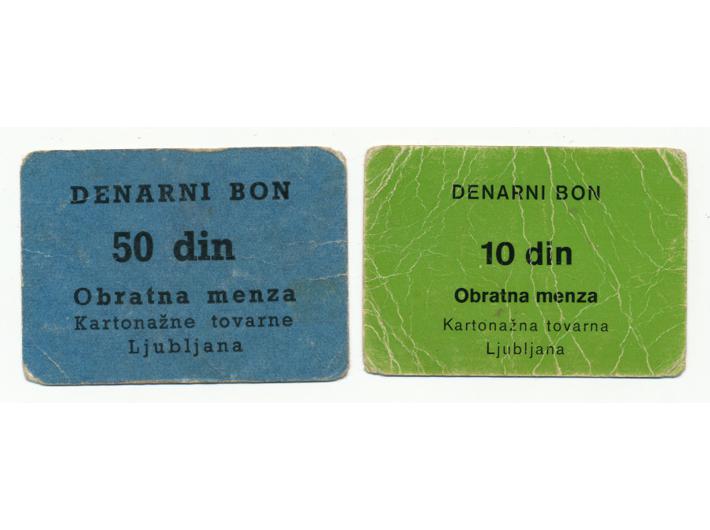 DENARNI BON
50 din
Obratna menza
Kartonažne tovarne
Ljubljana
DENARNI BON
10 din
Obratna menza
Kartonažna tovarna
Ljubljana